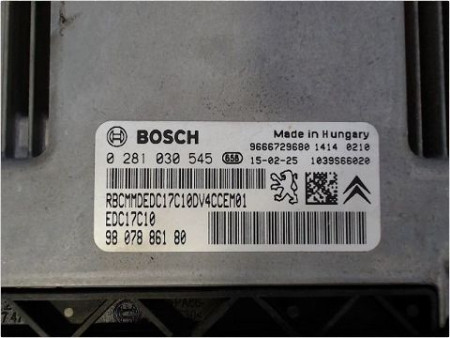 BOSCH
Made in Hungary
0 281 030 545 658
9666729680 1414 0210
15-02-25 1039S66020
RBCMMDEDC17C10DV4CCEM01
EDC17C10
98 078 861 80